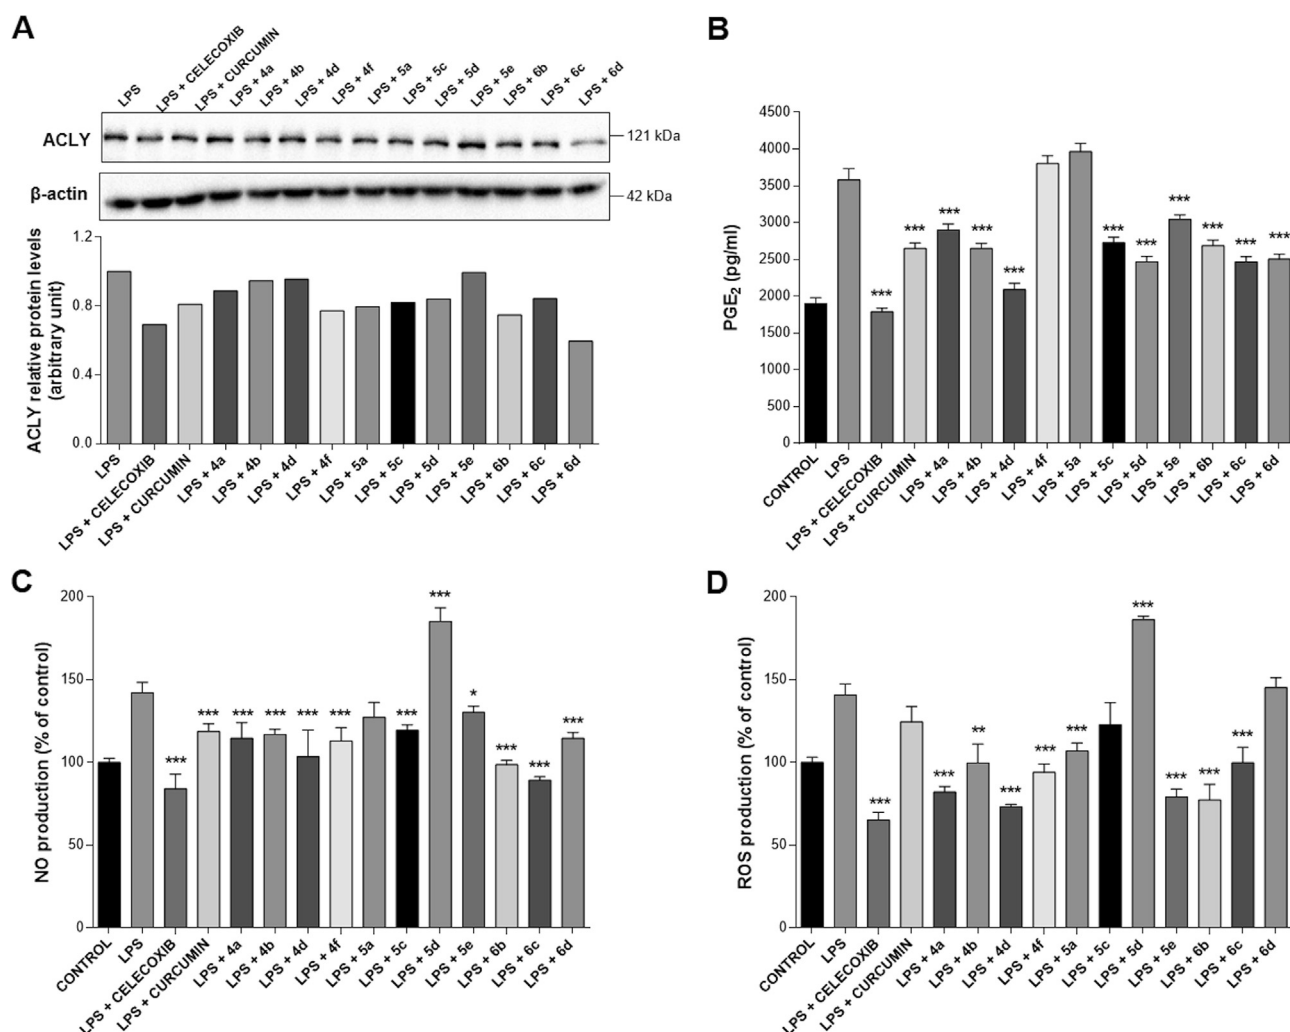 A
LPS
LPS + CELECOXIB
LPS + CURCUMIN
LPS + 4a
LPS + 4b
LPS + 4d
LPS + 4f
LPS + 5a
LPS + 5c
LPS + 5d
LPS + 5e
LPS + 6b
LPS + 6c
LPS + 6d
ACLY
121 kDa
β-actin
42 kDa
ACLY relative protein levels
(arbitrary unit)
1.2
0.8
0.4
0.0
LPS
LPS + CELECOXIB
LPS + CURCUMIN
LPS + 4a
LPS + 4b
LPS + 4d
LPS + 4f
LPS + 5a
LPS + 5c
LPS + 5d
LPS + 5e
LPS + 6b
LPS + 6c
LPS + 6d
B
PGE₂ (pg/ml)
4500
4000
3500
3000
2500
2000
1500
1000
500
0
***
***
***
***
***
***
***
***
***
***
***
CONTROL
LPS
LPS + CELECOXIB
LPS + CURCUMIN
LPS + 4a
LPS + 4b
LPS + 4d
LPS + 4f
LPS + 5a
LPS + 5c
LPS + 5d
LPS + 5e
LPS + 6b
LPS + 6c
LPS + 6d
C
NO production (% of control)
200
150
100
50
0
***
***
***
***
***
***
***
***
*
***
***
***
CONTROL
LPS
LPS + CELECOXIB
LPS + CURCUMIN
LPS + 4a
LPS + 4b
LPS + 4d
LPS + 4f
LPS + 5a
LPS + 5c
LPS + 5d
LPS + 5e
LPS + 6b
LPS + 6c
LPS + 6d
D
ROS production (% of control)
200
150
100
50
0
***
***
**
***
***
***
***
***
***
***
CONTROL
LPS
LPS + CELECOXIB
LPS + CURCUMIN
LPS + 4a
LPS + 4b
LPS + 4d
LPS + 4f
LPS + 5a
LPS + 5c
LPS + 5d
LPS + 5e
LPS + 6b
LPS + 6c
LPS + 6d